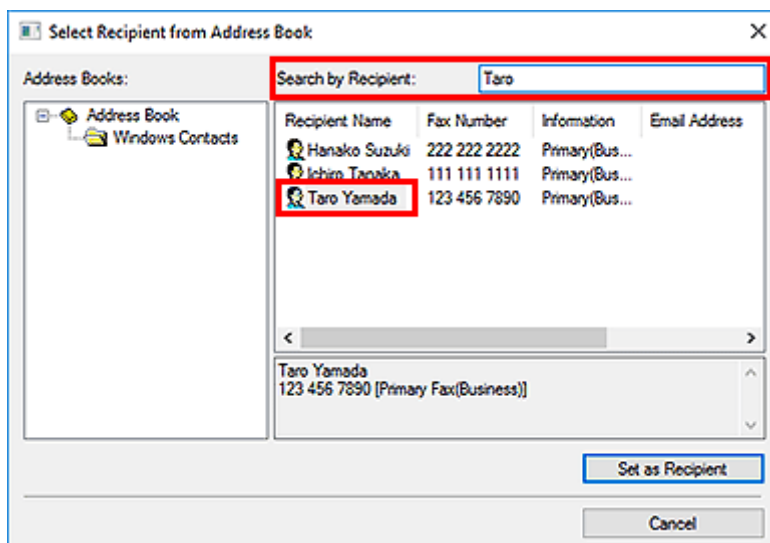 Select Recipient from Address Book
Address Books:
Search by Recipient: Taro
Address Book
Windows Contacts
Recipient Name Fax Number Information Email Address
Hanako Suzuki 222 222 2222 Primary(Bus...
Ichiro Tanaka 111 111 1111 Primary(Bus...
Taro Yamada 123 456 7890 Primary(Bus...
Taro Yamada
123 456 7890 [Primary Fax(Business)]
Set as Recipient
Cancel